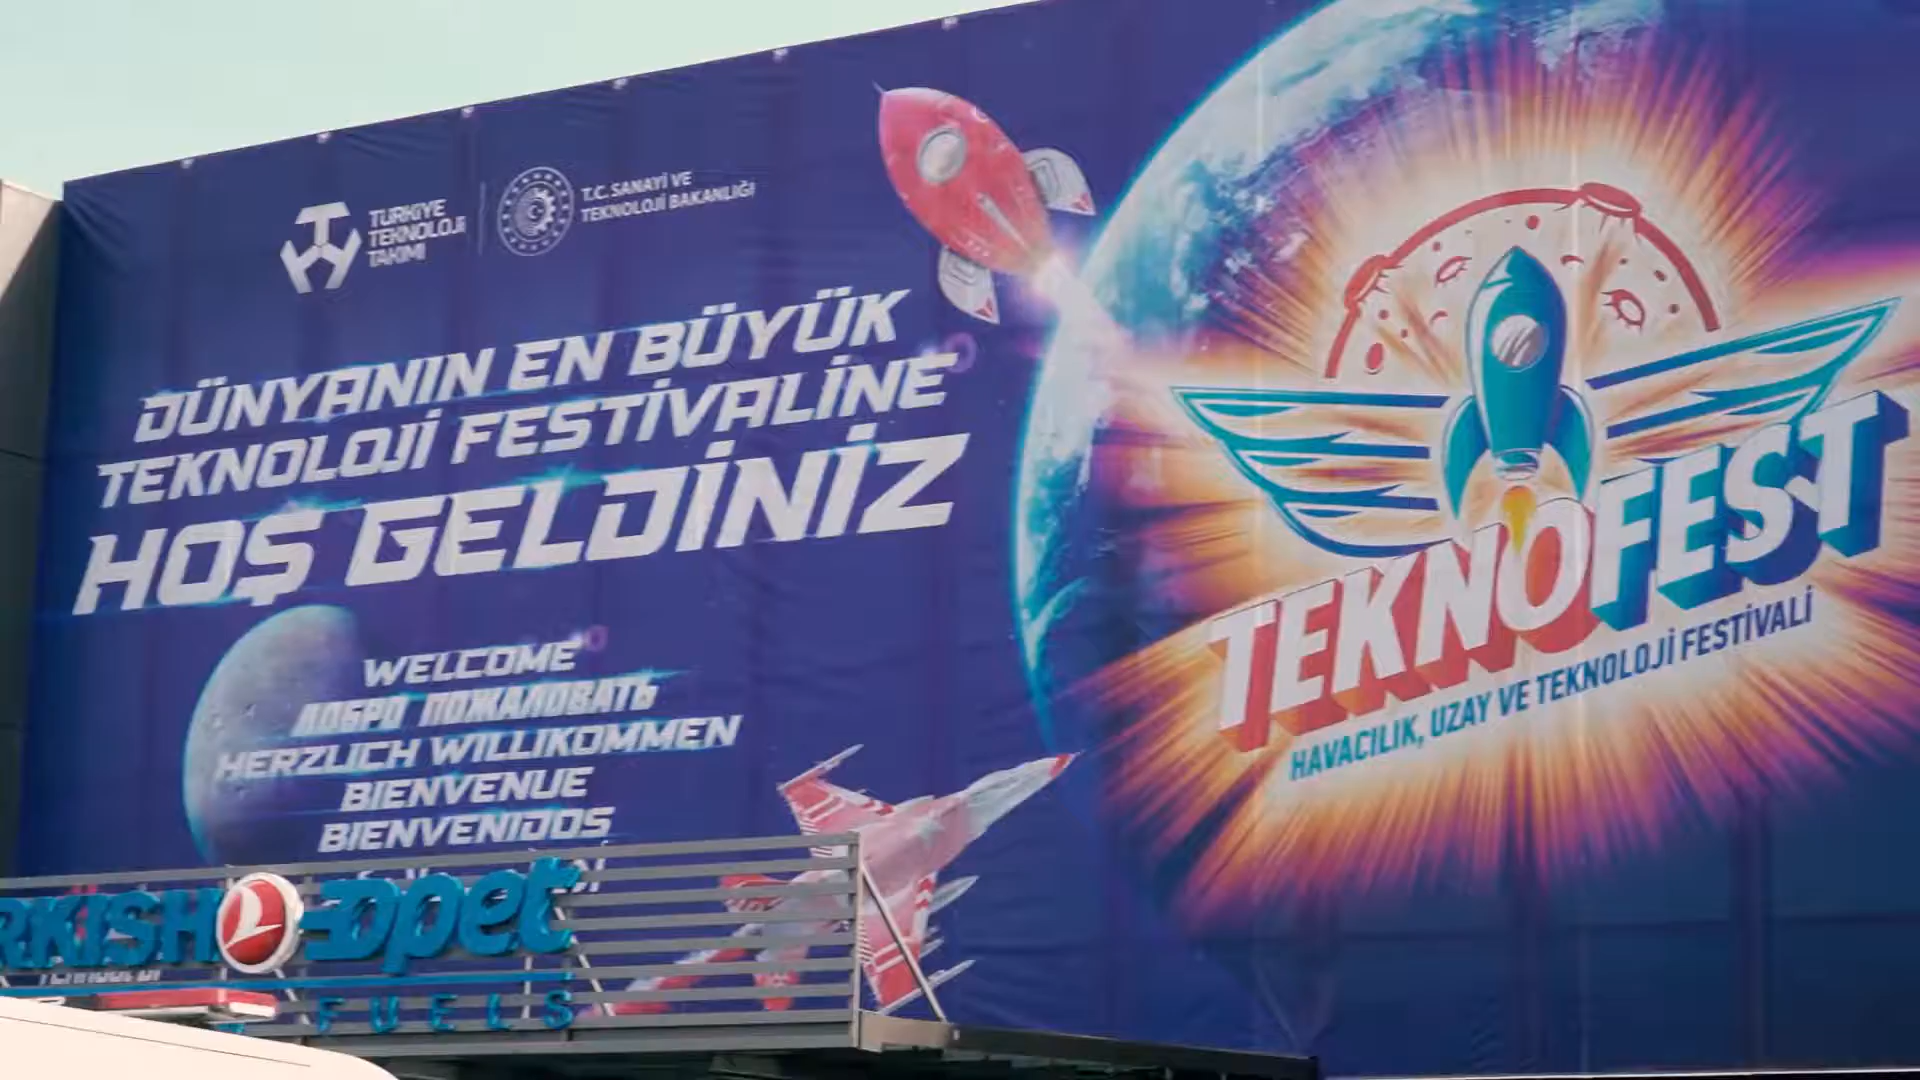 TÜRKİYE
TEKNOLOJİ
TAKIMI
T.C. SANAYİ VE
TEKNOLOJİ BAKANLIĞI
DÜNYANIN EN BÜYÜK
TEKNOLOJİ FESTİVALİNE
HOŞ GELDİNİZ
WELCOME
ДОБРО ПОЖАЛОВАТЬ
HERZLICH WILLIKOMMEN
BIENVENUE
BIENVENIDOS
TEKNOFEST
HAVACILIK, UZAY VE TEKNOLOJİ FESTİVALİ
RKISH opet
FUELS